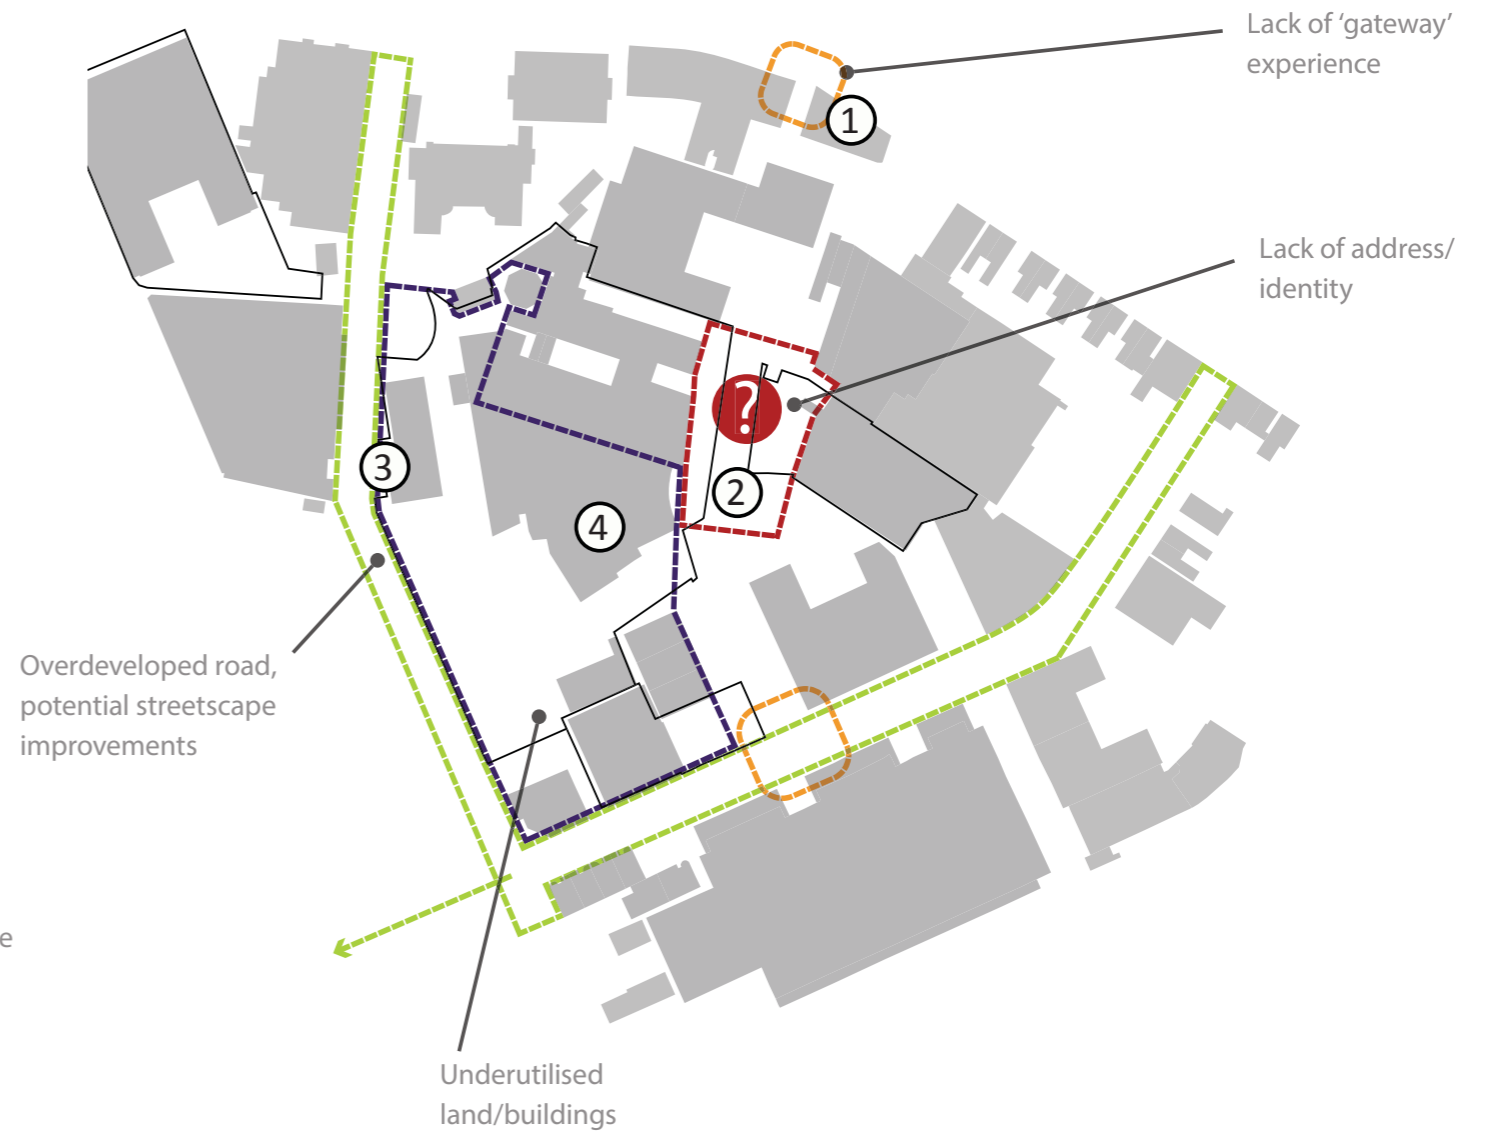 Lack of ‘gateway’
experience
1
Lack of address/
identity
?
2
3
4
Overdeveloped road,
potential streetscape
improvements
e
Underutilised
land/buildings